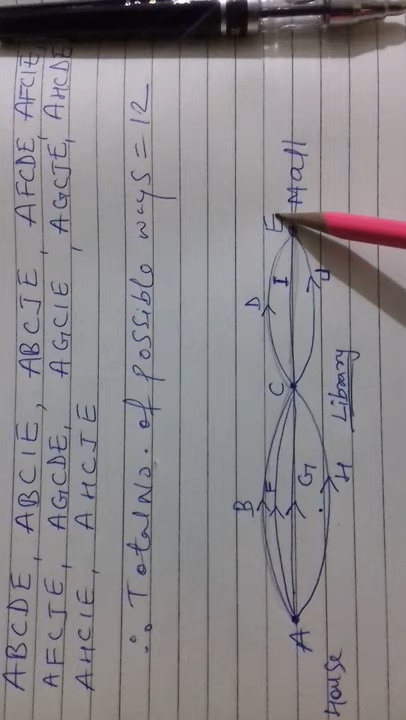 ABCDE, ABCIE, ABCJE, AFCDE, AFCIE,
AFCJE, AGCDE, AGCIE, AGCJE, AHCDE
AHCIE, AHCJE
∴ Total No. of possible ways = 12
B
D
F
I
E
A
G
C
Mall
H
J
House
Library